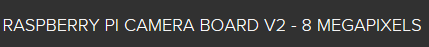 RASPBERRY PI CAMERA BOARD V2 - 8 MEGAPIXELS